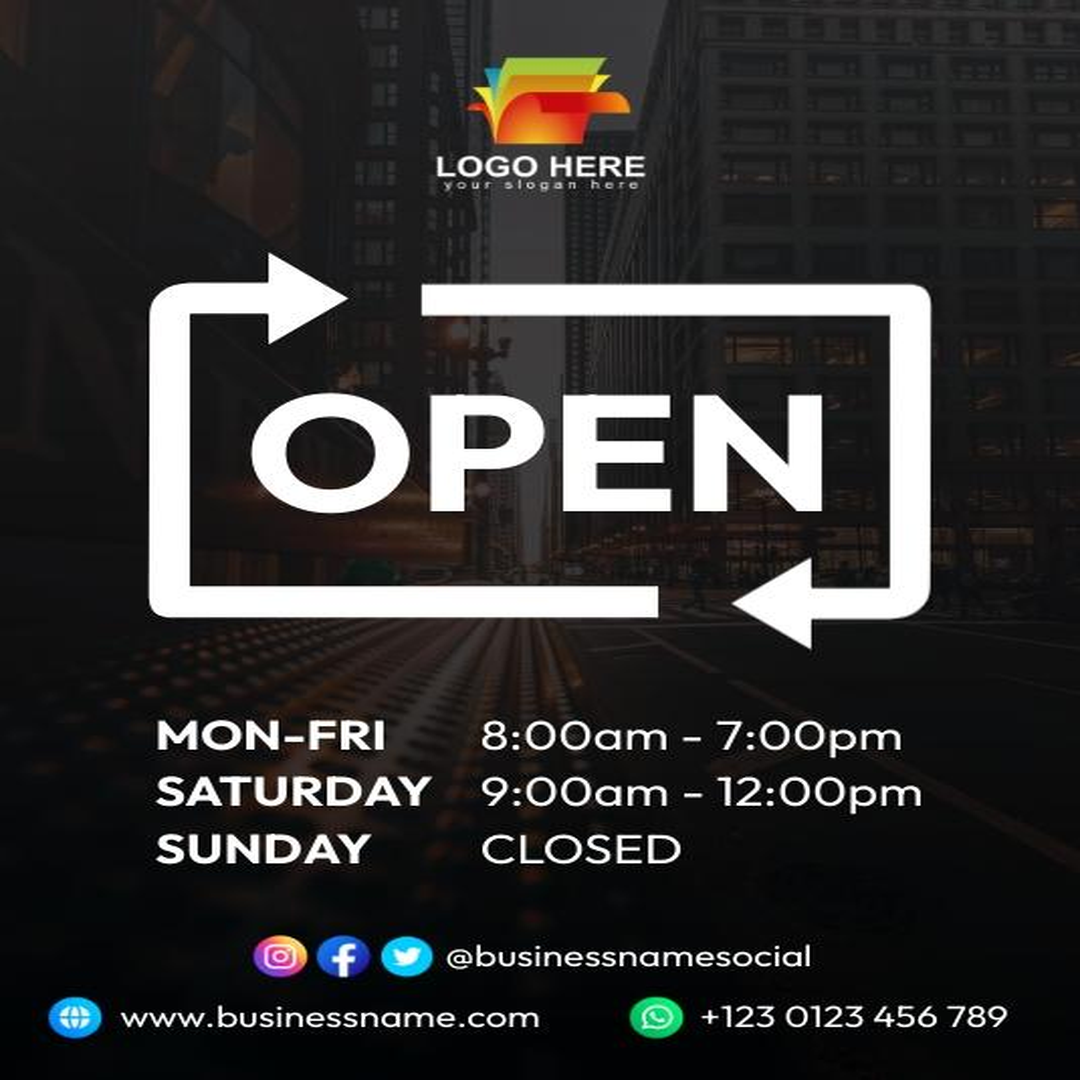 LOGO HERE
your slogan here
OPEN
MON-FRI 8:00am - 7:00pm
SATURDAY 9:00am - 12:00pm
SUNDAY CLOSED
@businessnamesocial
www.businessname.com +123 0123 456 789